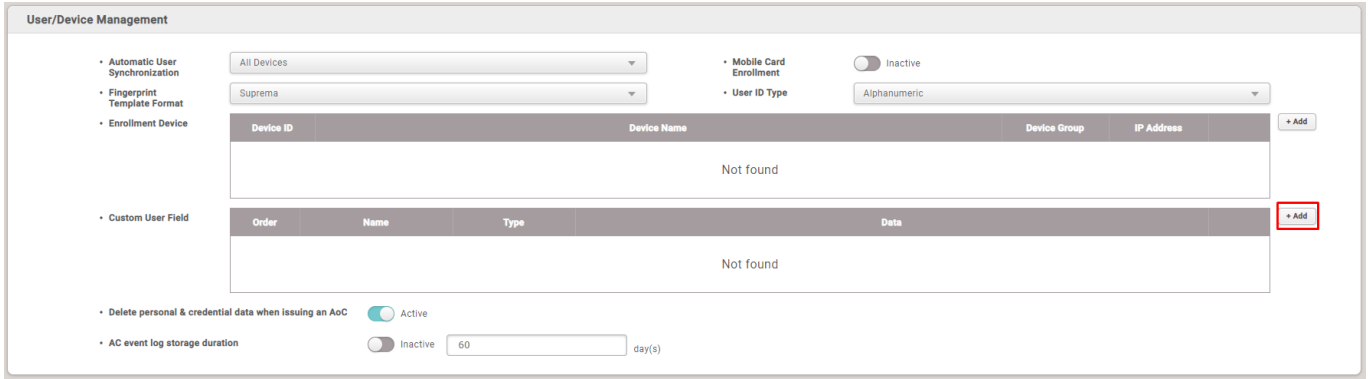 User/Device Management
• Automatic User Synchronization
All Devices
• Mobile Card Enrollment
Inactive
• Fingerprint Template Format
Suprema
• User ID Type
Alphanumeric
• Enrollment Device
Device ID Device Name Device Group IP Address
+ Add
Not found
• Custom User Field
Order Name Type Data
+ Add
Not found
• Delete personal & credential data when issuing an AoC
Active
• AC event log storage duration
Inactive
60
day(s)